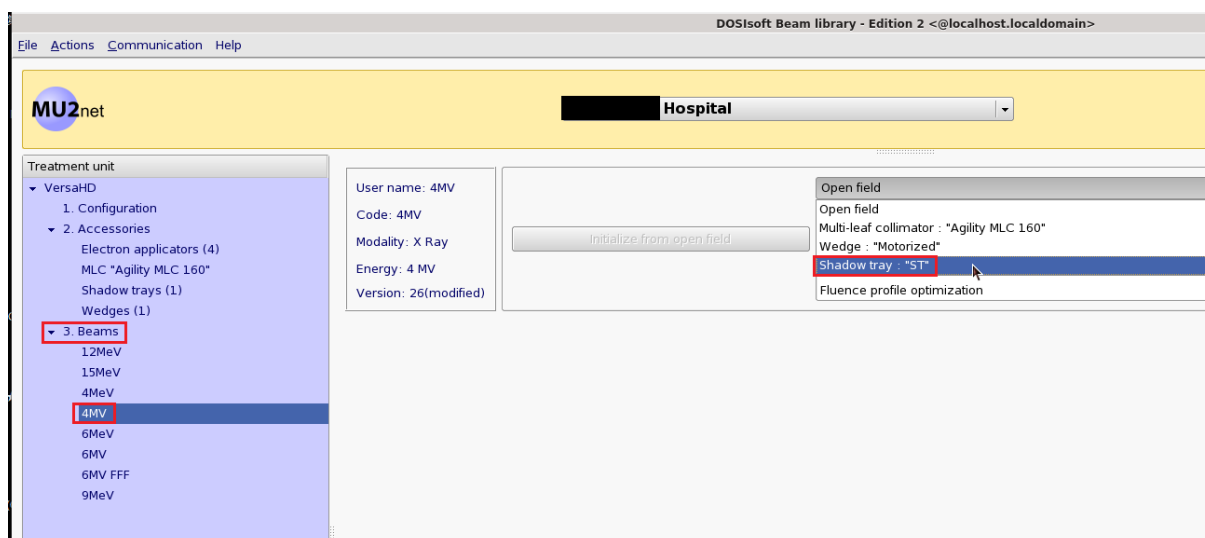 DOSIsoft Beam library - Edition 2 <@localhost.localdomain>
File Actions Communication Help
MU2net
Hospital
Treatment unit
VersaHD
1. Configuration
2. Accessories
Electron applicators (4)
MLC "Agility MLC 160"
Shadow trays (1)
Wedges (1)
3. Beams
12MeV
15MeV
4MeV
4MV
6MeV
6MV
6MV FFF
9MeV
User name: 4MV
Code: 4MV
Modality: X Ray
Energy: 4 MV
Version: 26(modified)
Initialize from open field
Open field
Open field
Multi-leaf collimator : "Agility MLC 160"
Wedge : "Motorized"
Shadow tray : "ST"
Fluence profile optimization